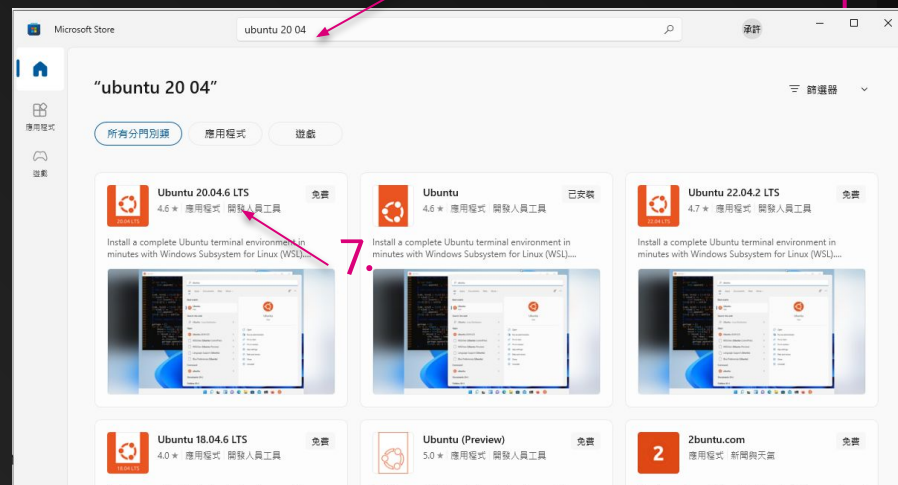 Microsoft Store
ubuntu 20 04
承許
"ubuntu 20 04"
篩選器
應用程式
遊戲
所有分門別類
應用程式
遊戲
Ubuntu 20.04.6 LTS
免費
4.6 ★ 應用程式 開發人員工具
20.04 LTS
Install a complete Ubuntu terminal environment in
minutes with Windows Subsystem for Linux (WSL)....
7.
Ubuntu
已安裝
4.6 ★ 應用程式 開發人員工具
Install a complete Ubuntu terminal environment in
minutes with Windows Subsystem for Linux (WSL)....
Ubuntu 22.04.2 LTS
免費
4.7 ★ 應用程式 開發人員工具
Install a complete Ubuntu terminal environment in
minutes with Windows Subsystem for Linux (WSL)....
Ubuntu 18.04.6 LTS
免費
4.0 ★ 應用程式 開發人員工具
18.04 LTS
Ubuntu (Preview)
免費
5.0 ★ 應用程式 開發人員工具
2
2buntu.com
免費
應用程式 新聞與天氣